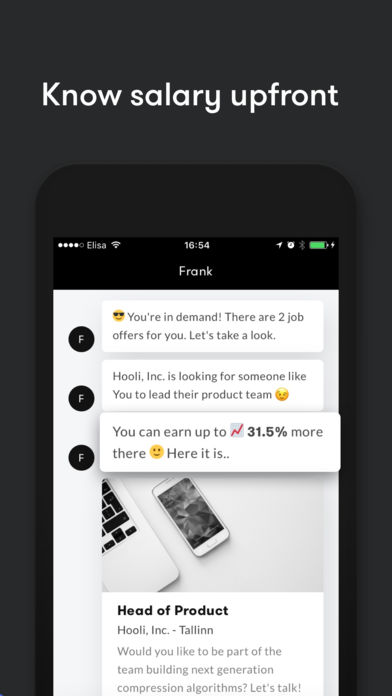 Know salary upfront
Elisa 16:54
Frank
😎 You're in demand! There are 2 job
offers for you. Let's take a look.
F
Hooli, Inc. is looking for someone like
You to lead their product team 😉
F
You can earn up to 📈 31.5% more
there 🙂 Here it is..
F
Head of Product
Hooli, Inc. - Tallinn
Would you like to be part of the
team building next generation
compression algorithms? Let's talk!